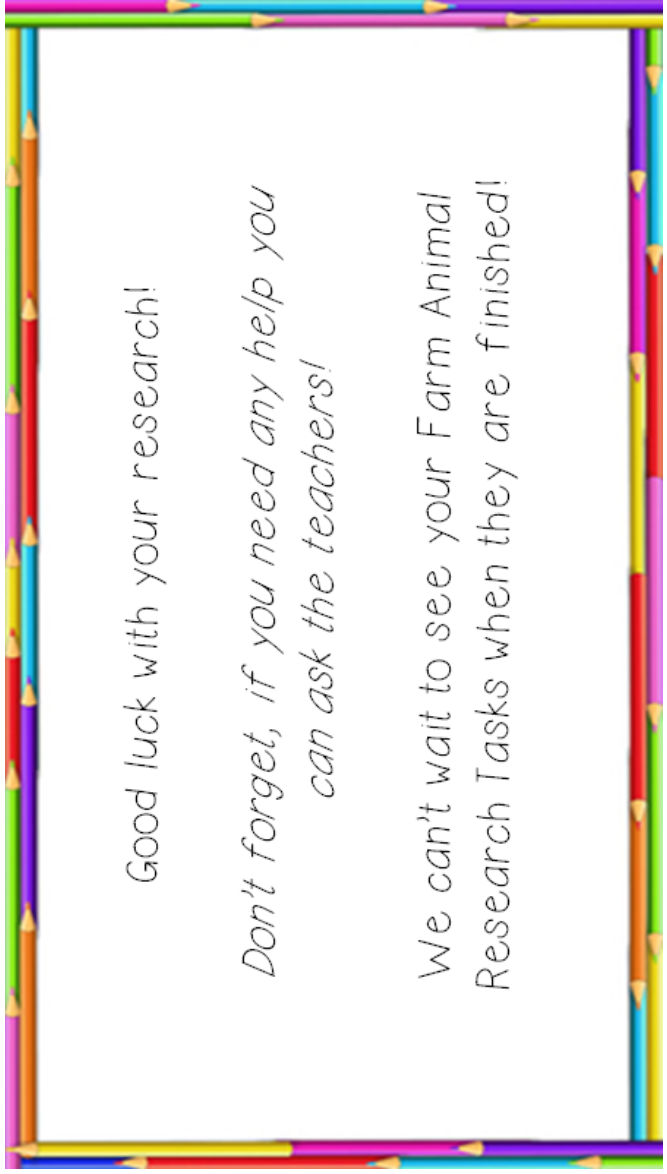 Good luck with your research!
Don't forget, if you need any help you
can ask the teachers!
We can't wait to see your Farm Animal
Research Tasks when they are finished!